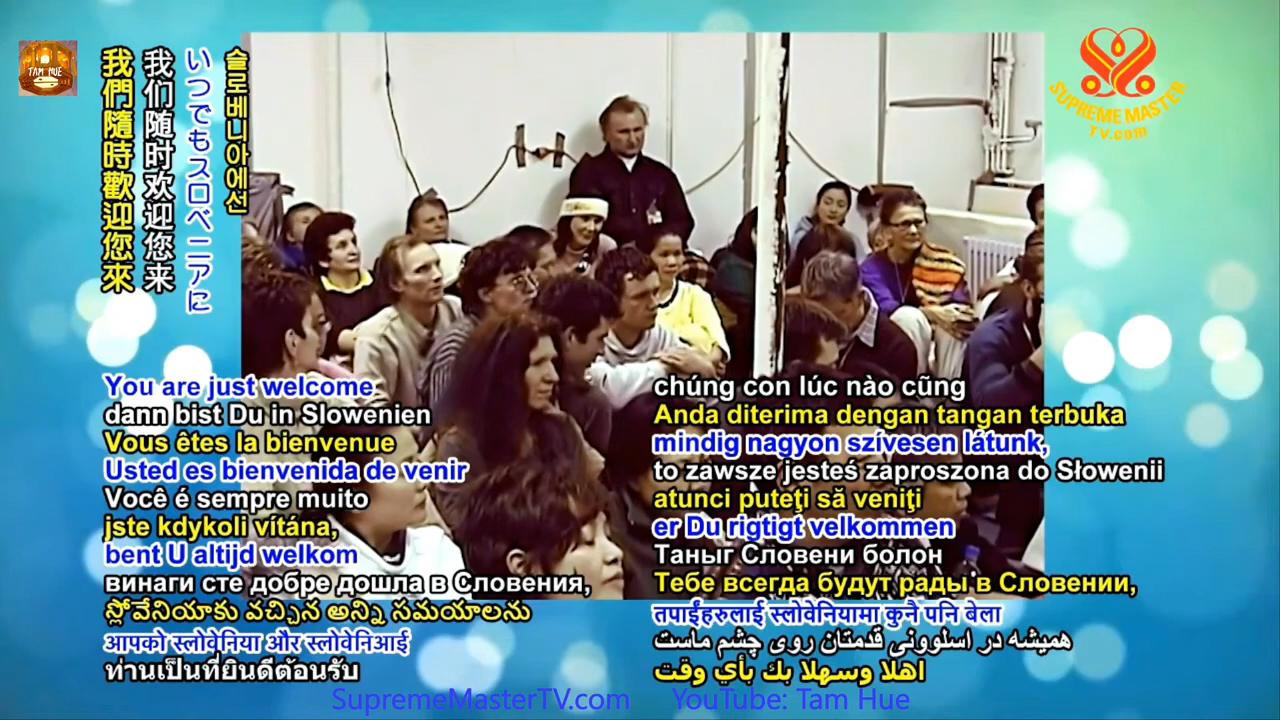 TAM HUE
我們隨時歡迎您來
我们随时欢迎您来
いつでもスロベニアに
슬로베니아에선
SUPREME MASTER
TV.com
You are just welcome
dann bist Du in Slowenien
Vous êtes la bienvenue
Usted es bienvenida de venir
Você é sempre muito
jste kdykoli vítána,
bent U altijd welkom
винаги сте добре дошла в Словения,
స్లోవేనియాకు వచ్చిన అన్ని సమయాలను
आपको स्लोवेनिया और स्लोवेनिआई
ท่านเป็นที่ยินดีต้อนรับ
chúng con lúc nào cũng
Anda diterima dengan tangan terbuka
mindig nagyon szívesen látunk,
to zawsze jesteś zaproszona do Słowenii
atunci puteţi să veniţi
er Du rigtigt velkommen
Таныг Словени болон
Тебе всегда будут рады в Словении,
तपाईंहरुलाई स्लोवेनियामा कुनै पनि बेला
همیشه در اسلوونی قدمتان روی چشم ماست
اهلا وسهلا بك بأي وقت
SupremeMasterTV.com
YouTube: Tam Hue